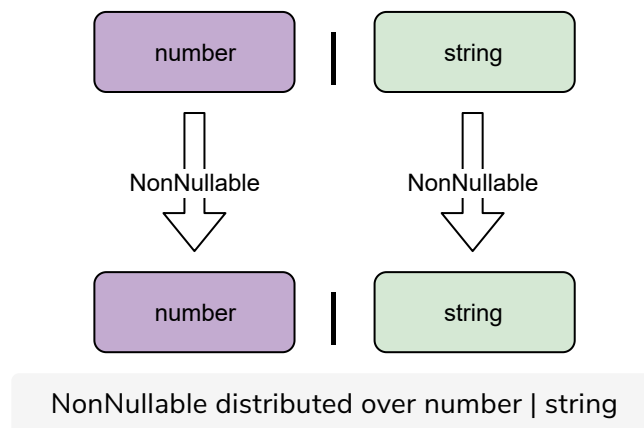 number | string
NonNullable NonNullable
number | string
NonNullable distributed over number | string